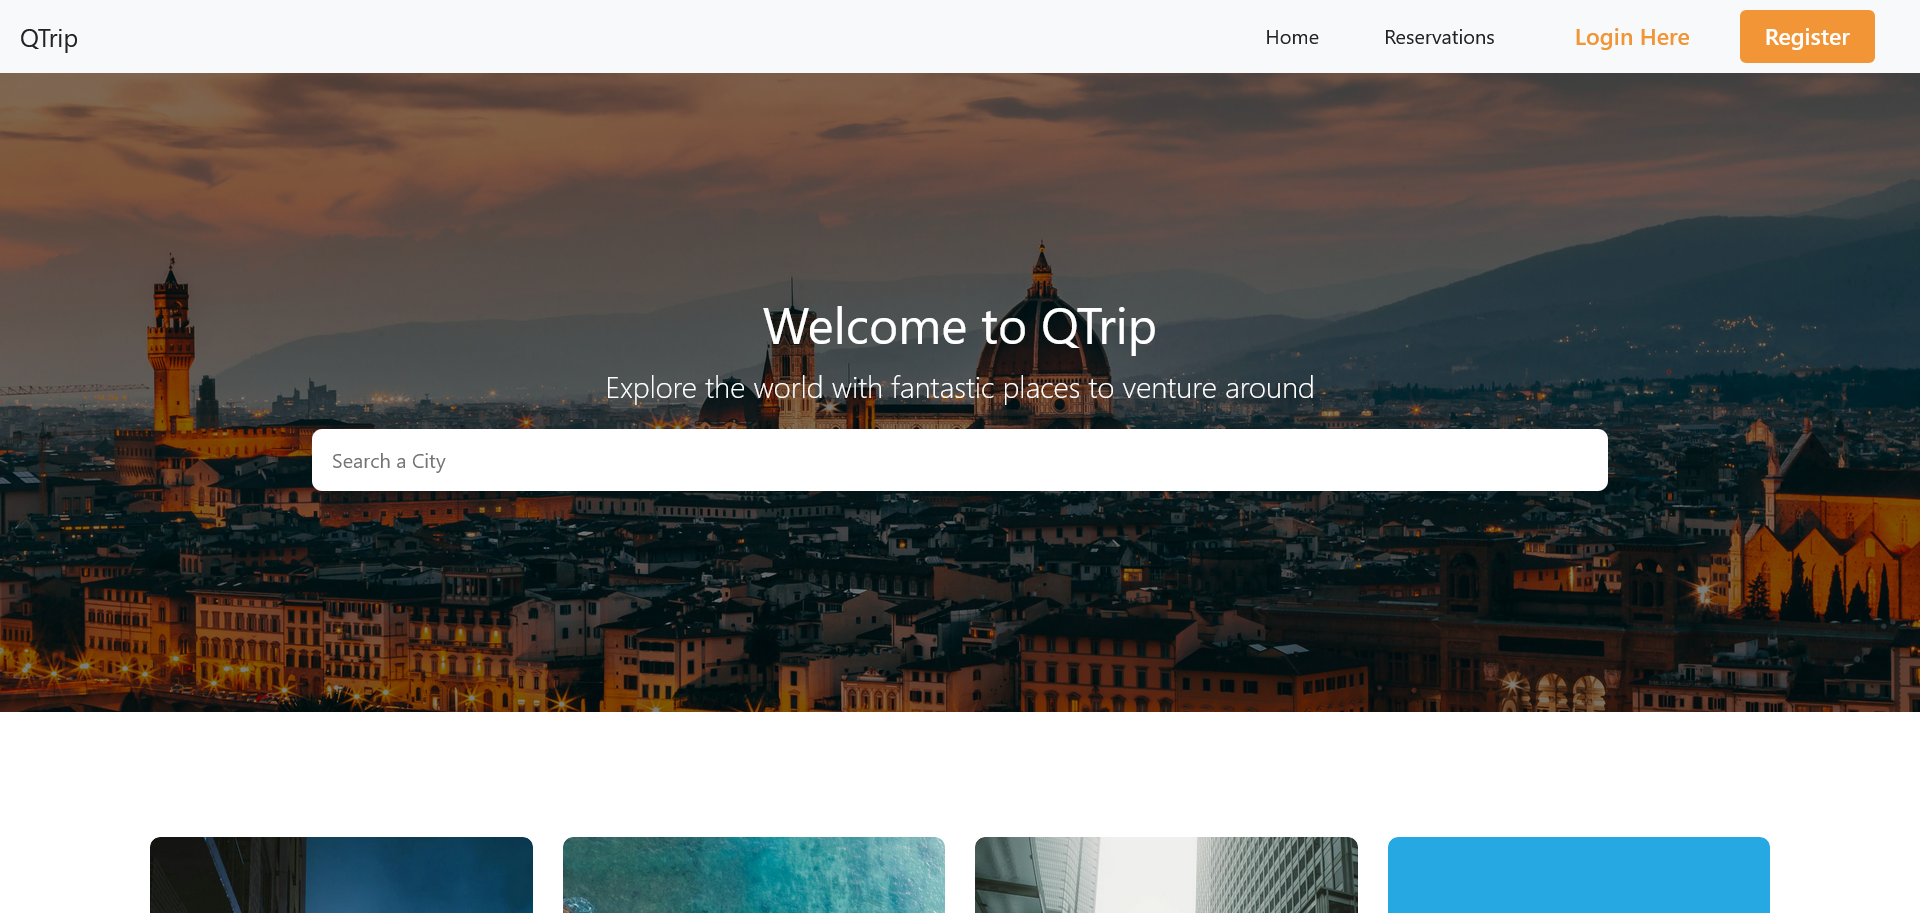 QTrip
Home
Reservations
Login Here
Register
Welcome to QTrip
Explore the world with fantastic places to venture around
Search a City